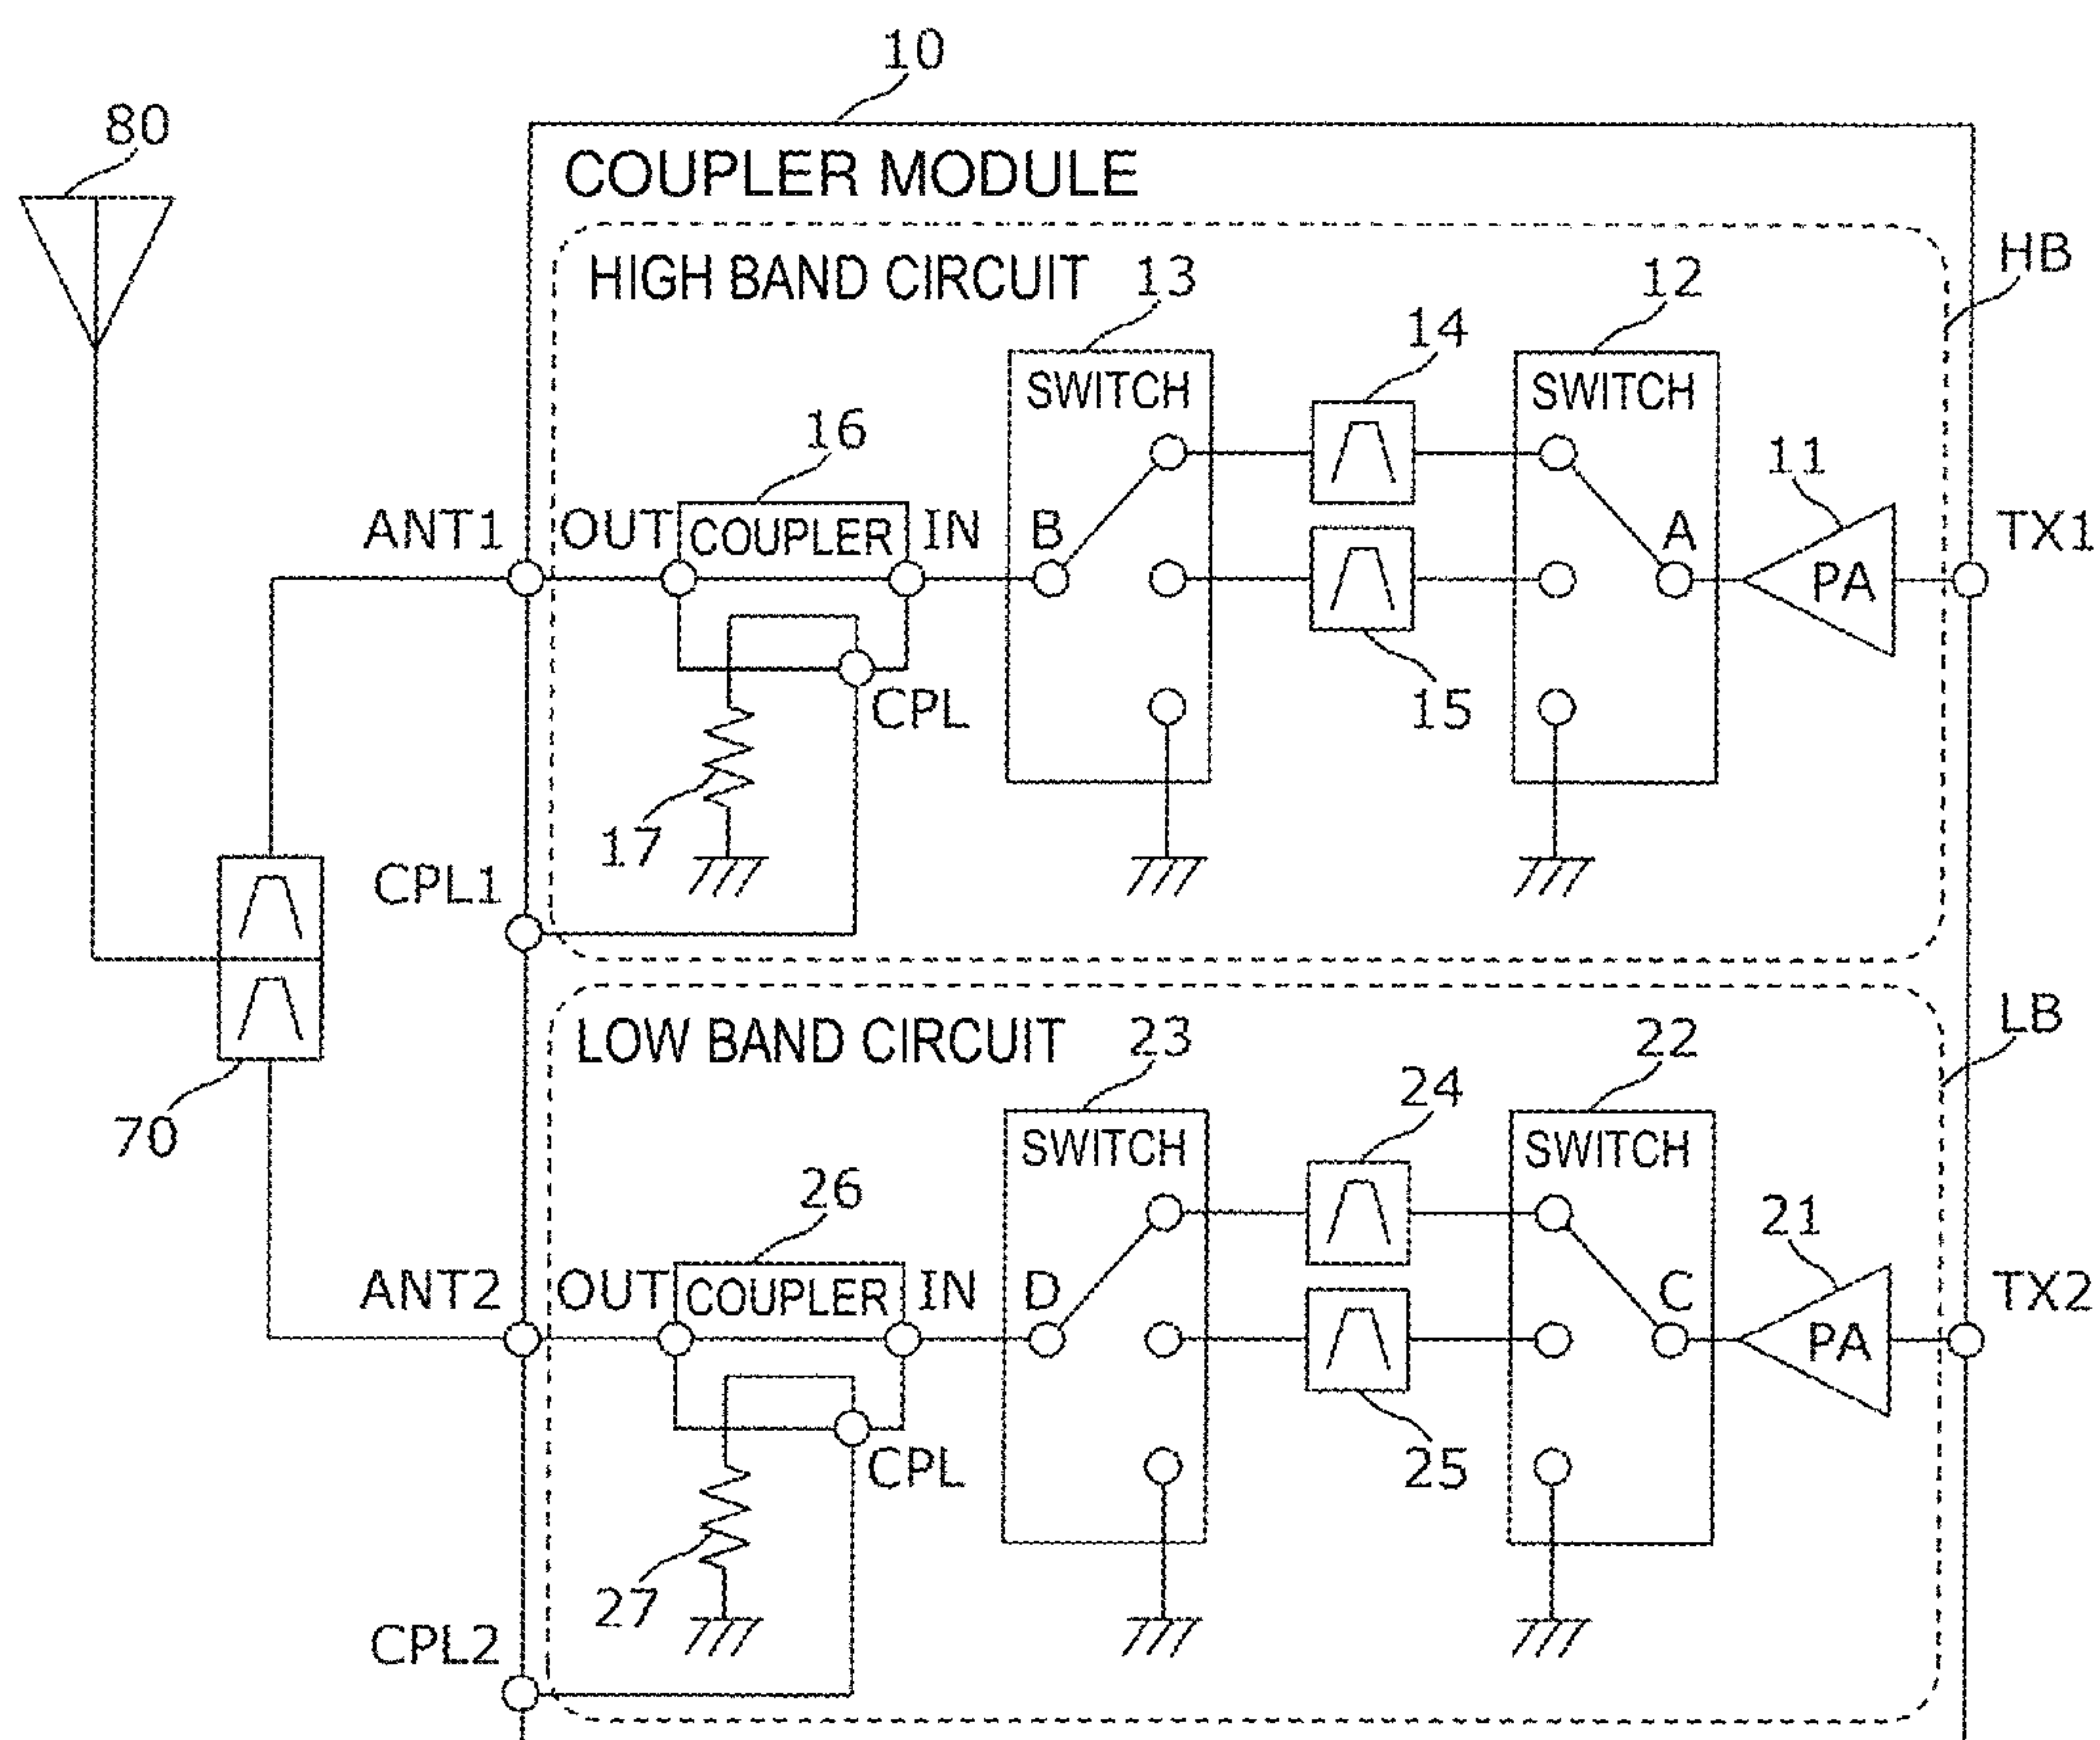 10
80
COUPLER MODULE
HIGH BAND CIRCUIT
13
12
HB
14
SWITCH
SWITCH
16
11
ANT1
OUT
COUPLER
IN
B
A
PA
TX1
15
CPL
17
CPL1
LOW BAND CIRCUIT
23
22
LB
24
70
SWITCH
SWITCH
26
21
ANT2
OUT
COUPLER
IN
D
C
PA
TX2
25
CPL
27
CPL2